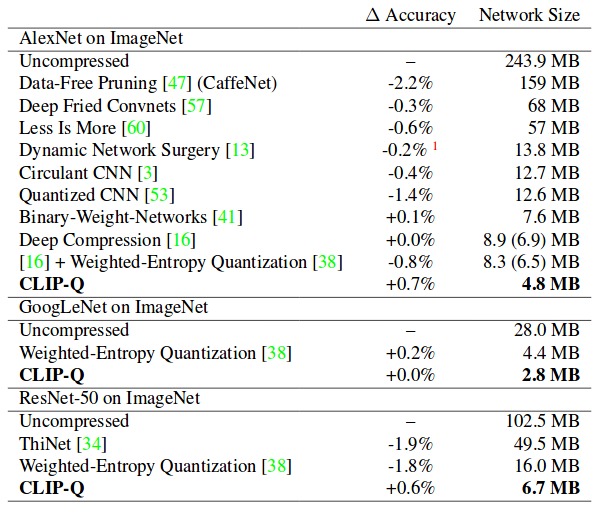 Δ Accuracy Network Size
AlexNet on ImageNet
Uncompressed – 243.9 MB
Data-Free Pruning [47] (CaffeNet) -2.2% 159 MB
Deep Fried Convnets [57] -0.3% 68 MB
Less Is More [60] -0.6% 57 MB
Dynamic Network Surgery [13] -0.2% 1 13.8 MB
Circulant CNN [3] -0.4% 12.7 MB
Quantized CNN [53] -1.4% 12.6 MB
Binary-Weight-Networks [41] +0.1% 7.6 MB
Deep Compression [16] +0.0% 8.9 (6.9) MB
[16] + Weighted-Entropy Quantization [38] -0.8% 8.3 (6.5) MB
CLIP-Q +0.7% 4.8 MB
GoogLeNet on ImageNet
Uncompressed – 28.0 MB
Weighted-Entropy Quantization [38] +0.2% 4.4 MB
CLIP-Q +0.0% 2.8 MB
ResNet-50 on ImageNet
Uncompressed – 102.5 MB
ThiNet [34] -1.9% 49.5 MB
Weighted-Entropy Quantization [38] -1.8% 16.0 MB
CLIP-Q +0.6% 6.7 MB